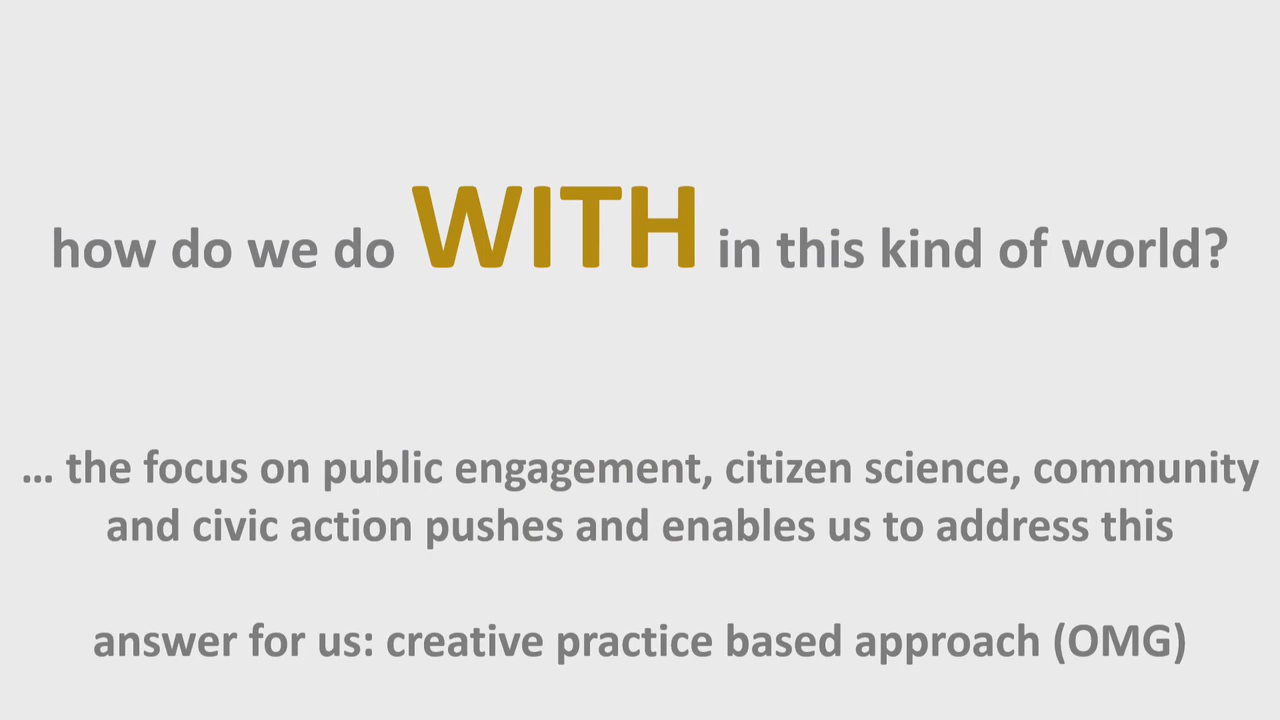 how do we do WITH in this kind of world?
… the focus on public engagement, citizen science, community
and civic action pushes and enables us to address this
answer for us: creative practice based approach (OMG)